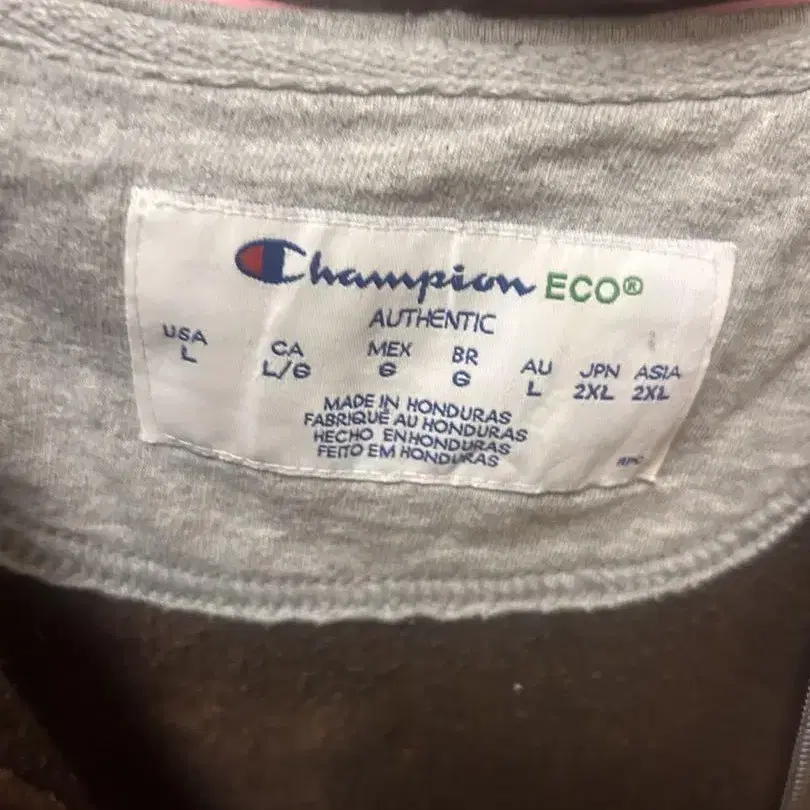 Champion ECO®
AUTHENTIC
USA CA MEX BR AU JPN ASIA
L L/G G G L 2XL 2XL
MADE IN HONDURAS
FABRIQUÉ AU HONDURAS
HECHO EN HONDURAS
FEITO EM HONDURAS